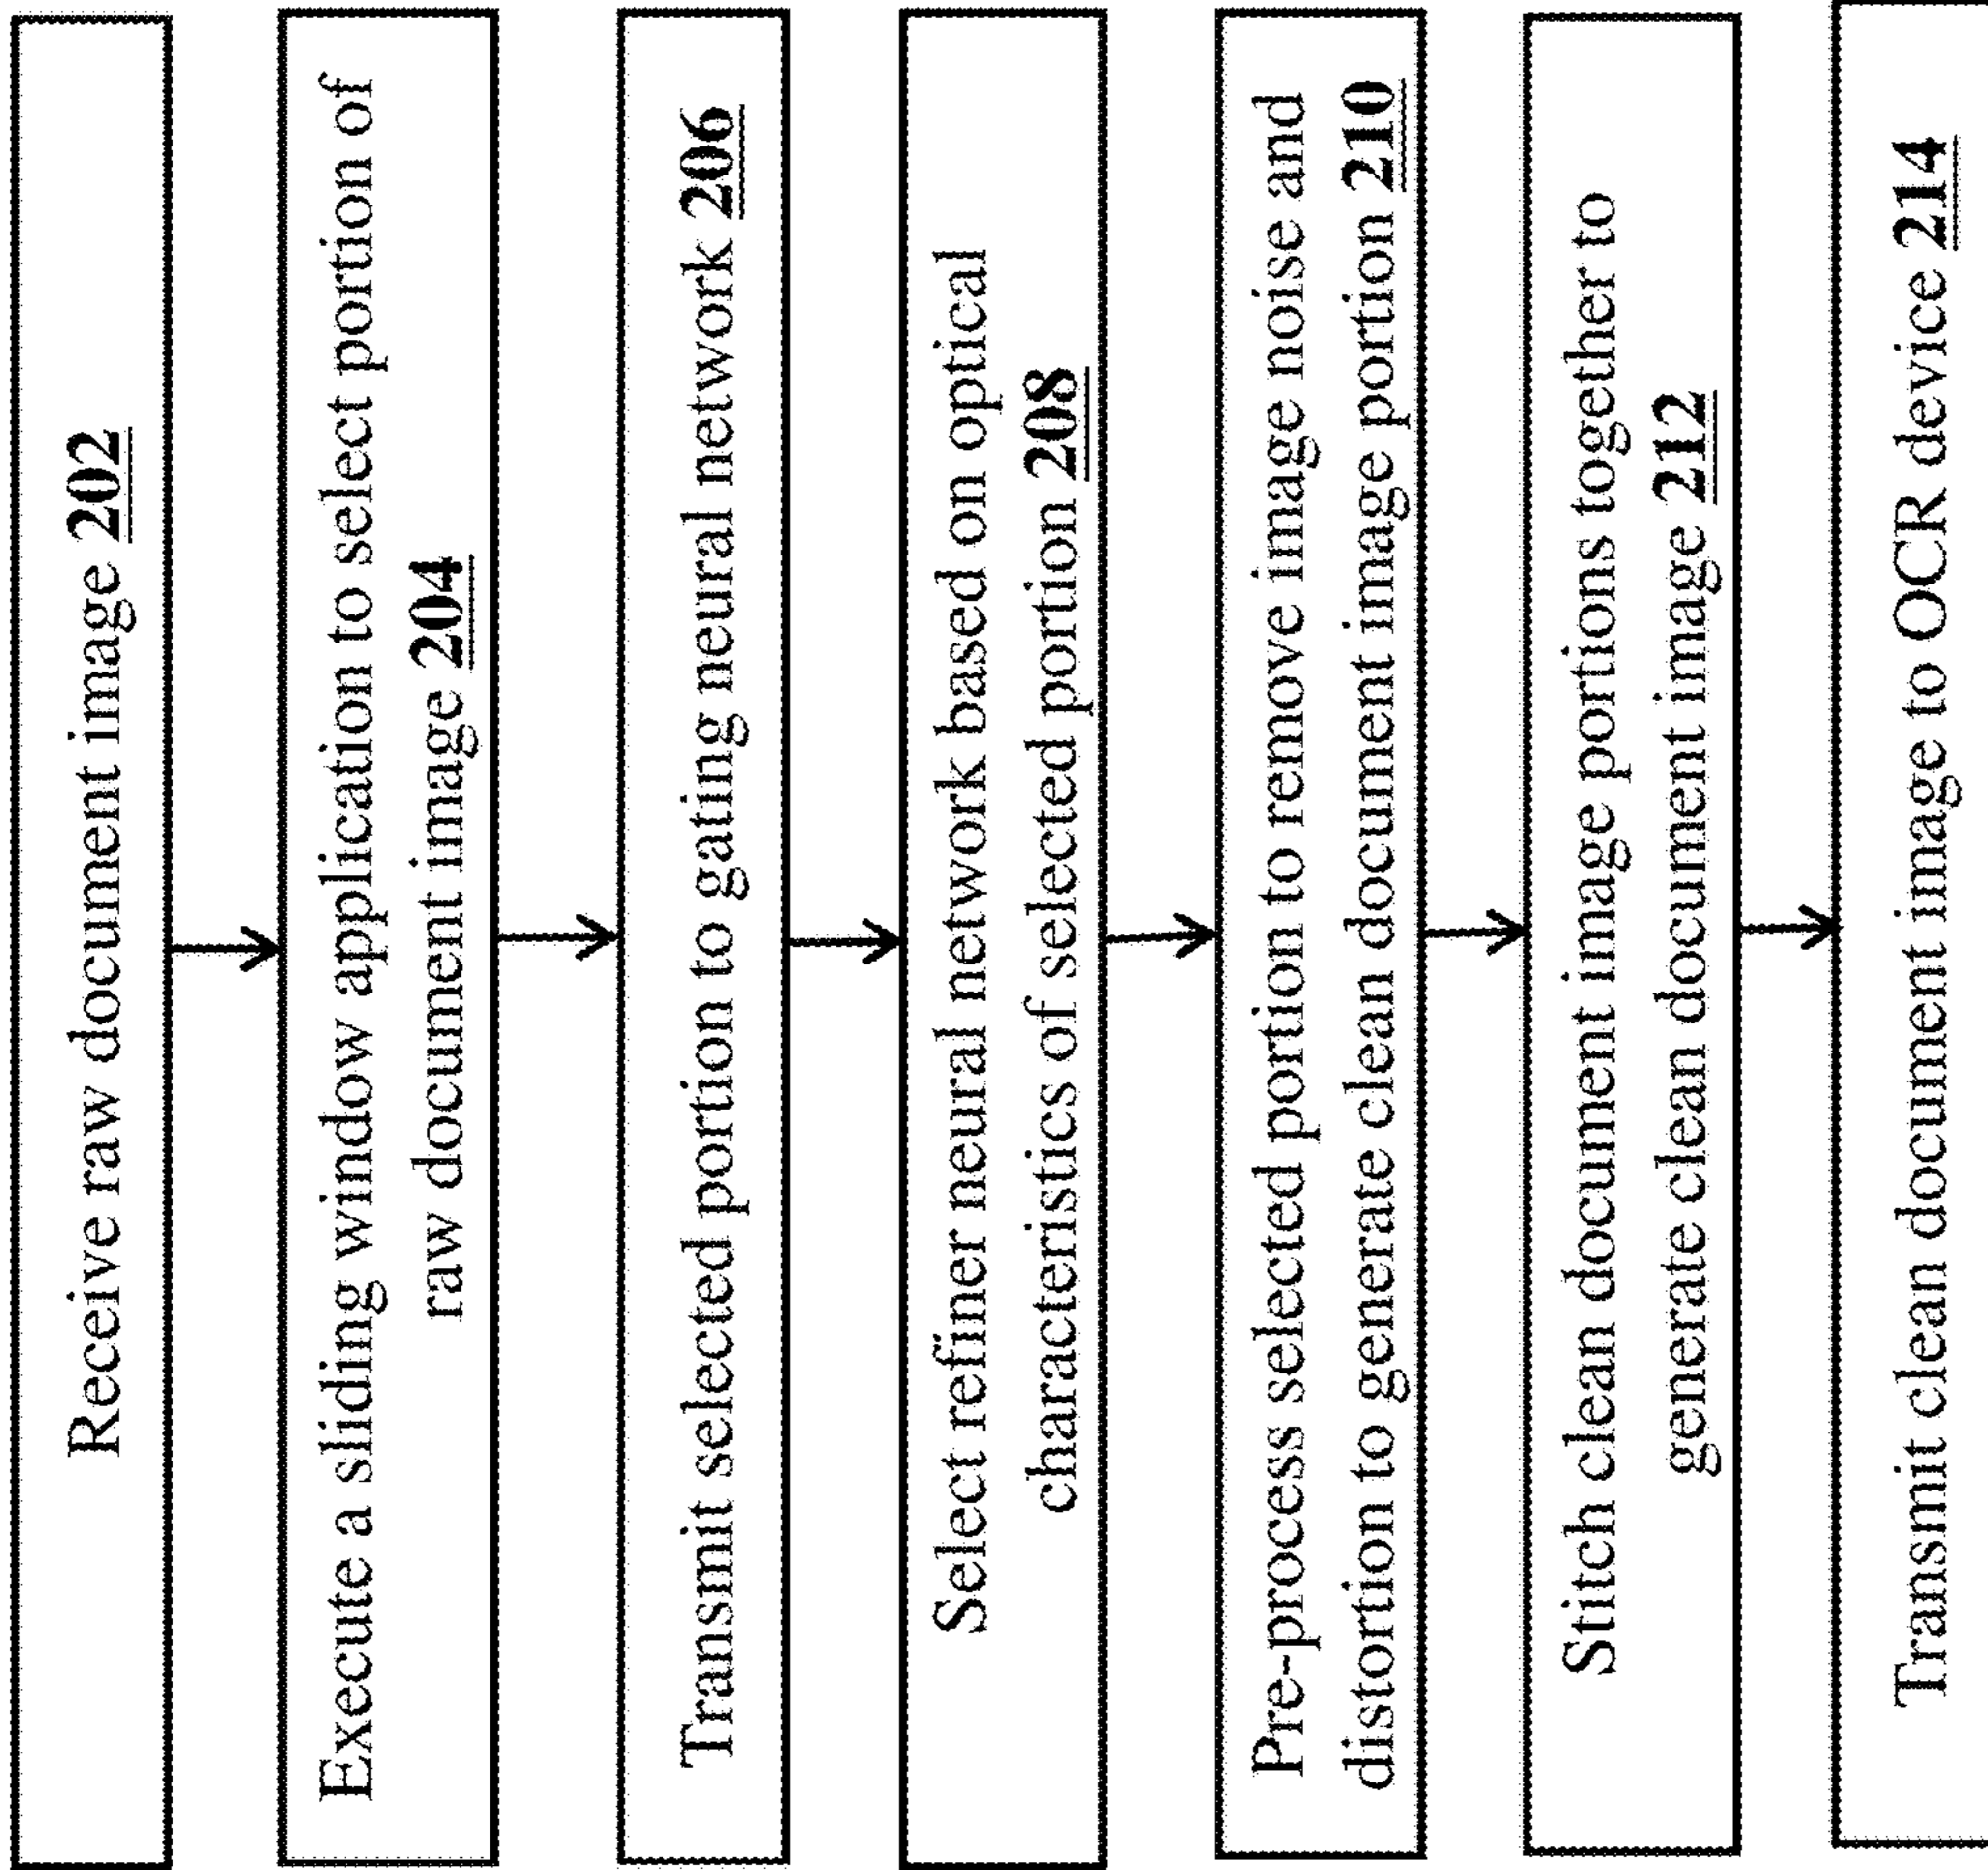 Receive raw document image 202
Execute a sliding window application to select portion of
raw document image 204
Transmit selected portion to gating neural network 206
Select refiner neural network based on optical
characteristics of selected portion 208
Pre-process selected portion to remove image noise and
distortion to generate clean document image portion 210
Stitch clean document image portions together to
generate clean document image 212
Transmit clean document image to OCR device 214